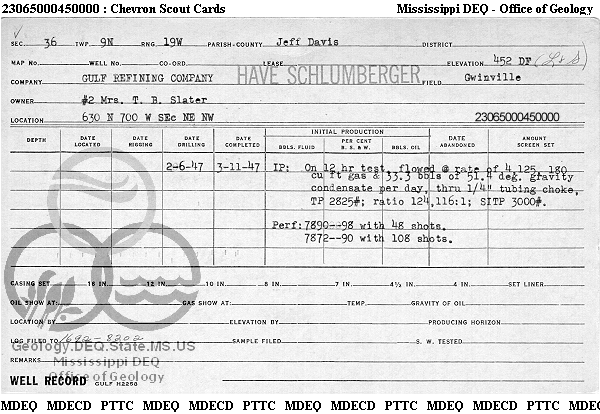 23065000450000 : Chevron Scout Cards Mississippi DEQ - Office of Geology
SEC. 36 TWP. 9N RNG. 19W PARISH-COUNTY Jeff Davis DISTRICT
MAP NO. WELL NO. CO-ORD. LEASE ELEVATION 452 DF
COMPANY GULF REFINING COMPANY HAVE SCHLUMBERGER FIELD Gwinville
OWNER #2 Mrs. T. B. Slater
LOCATION 630 N 700 W SEc NE NW 23065000450000
DEPTH DATE LOCATED DATE RIGGING DATE DRILLING DATE COMPLETED INITIAL PRODUCTION BBLS. FLUID PER CENT B. S. & W. BBLS. OIL DATE ABANDONED AMOUNT SCREEN SET
2-6-47 3-11-47 IP: On 12 hr test, flowed @ rate of 4,125,180
cu ft gas & 33.3 bbls of 51.4 deg. gravity
condensate per day, thru 1/4" tubing choke,
TP 2825#; ratio 124,116:1; SITP 3000#.
Perf: 7890--98 with 48 shots.
7872--90 with 108 shots.
CASING SET 16 IN. 12 IN. 10 IN. 8 IN. 7 IN. 4½ IN. 4 IN. SET LINER
OIL SHOW AT: GAS SHOW AT: TEMP. GRAVITY OF OIL
LOCATION BY ELEVATION BY PRODUCING HORIZON
LOG FILED TO 1692-8202 SAMPLE FILED S. W. TESTED
Geology.DEQ.State.MS.US
REMARKS Mississippi DEQ
Office of Geology
WELL RECORD GULF H2258
MDEQ MDECD PTTC MDEQ MDECD PTTC MDEQ MDECD PTTC MDEQ MDECD PTTC MDEQ